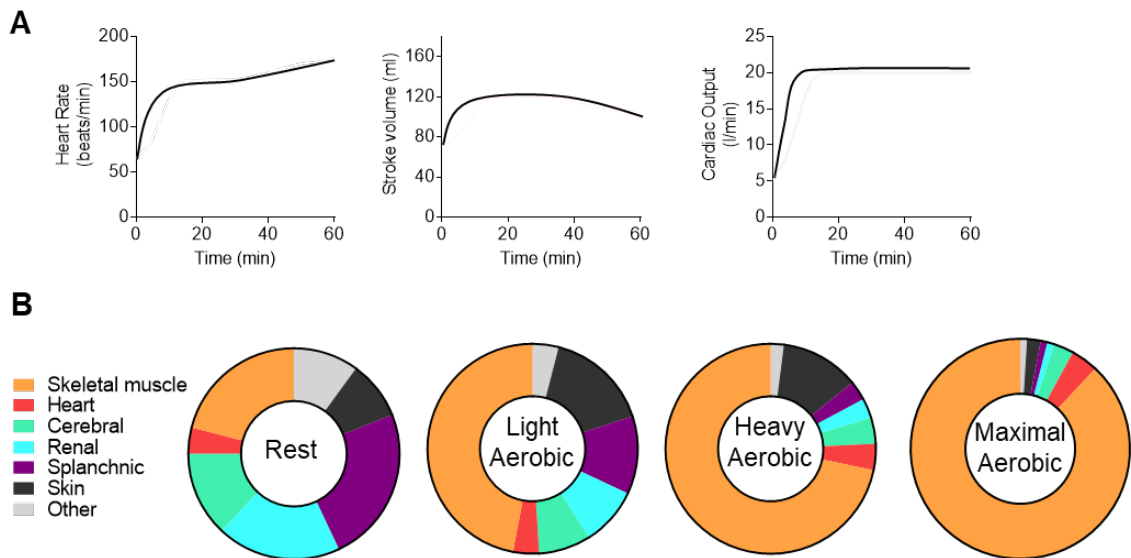 A
200
150
100
50
0
Heart Rate
(beats/min)
0 20 40 60
Time (min)
160
120
80
40
0
Stroke volume (ml)
0 20 40 60
Time (min)
25
20
15
10
5
0
Cardiac Output
(l/min)
0 20 40 60
Time (min)
B
Skeletal muscle
Heart
Cerebral
Renal
Splanchnic
Skin
Other
Rest
Light
Aerobic
Heavy
Aerobic
Maximal
Aerobic